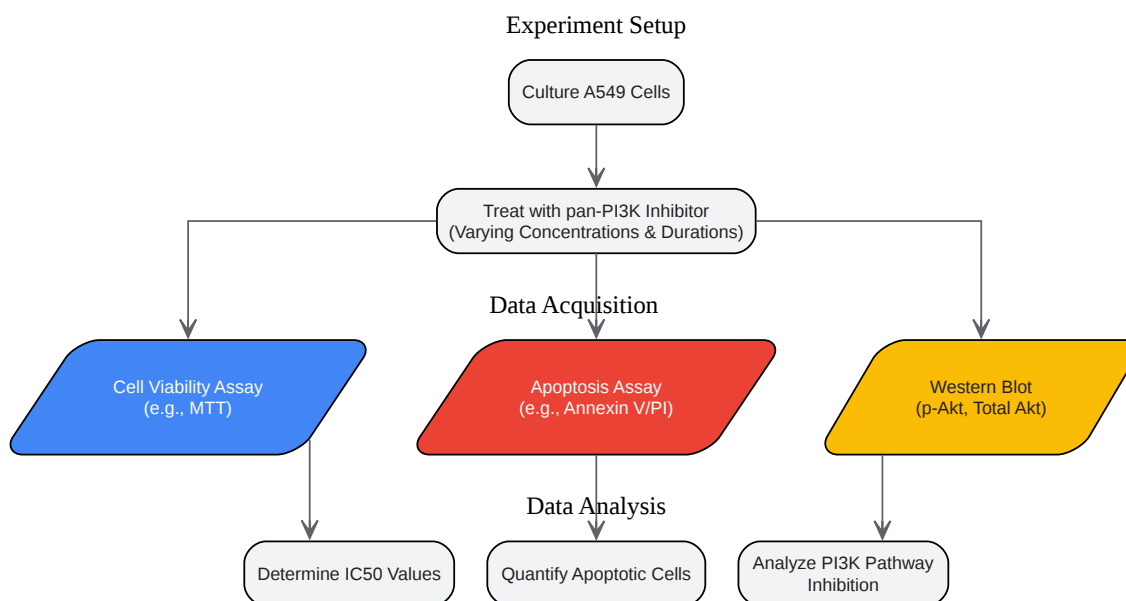 Experiment Setup
Culture A549 Cells
Treat with pan-PI3K Inhibitor
(Varying Concentrations & Durations)
Data Acquisition
Cell Viability Assay
(e.g., MTT)
Apoptosis Assay
(e.g., Annexin V/PI)
Western Blot
(p-Akt, Total Akt)
Data Analysis
Determine IC50 Values
Quantify Apoptotic Cells
Analyze PI3K Pathway
Inhibition